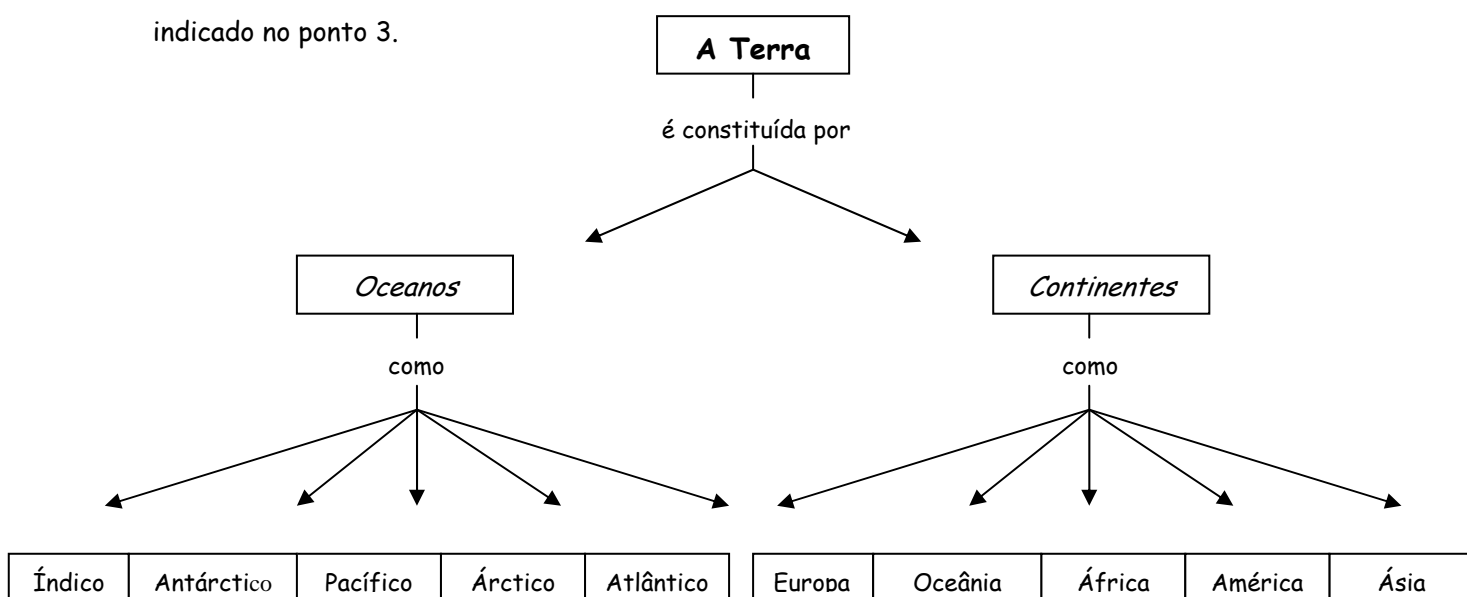 indicado no ponto 3.
A Terra
é constituída por
Oceanos
Continentes
como
como
Índico
Antárctico
Pacífico
Árctico
Atlântico
Europa
Oceânia
África
América
Ásia